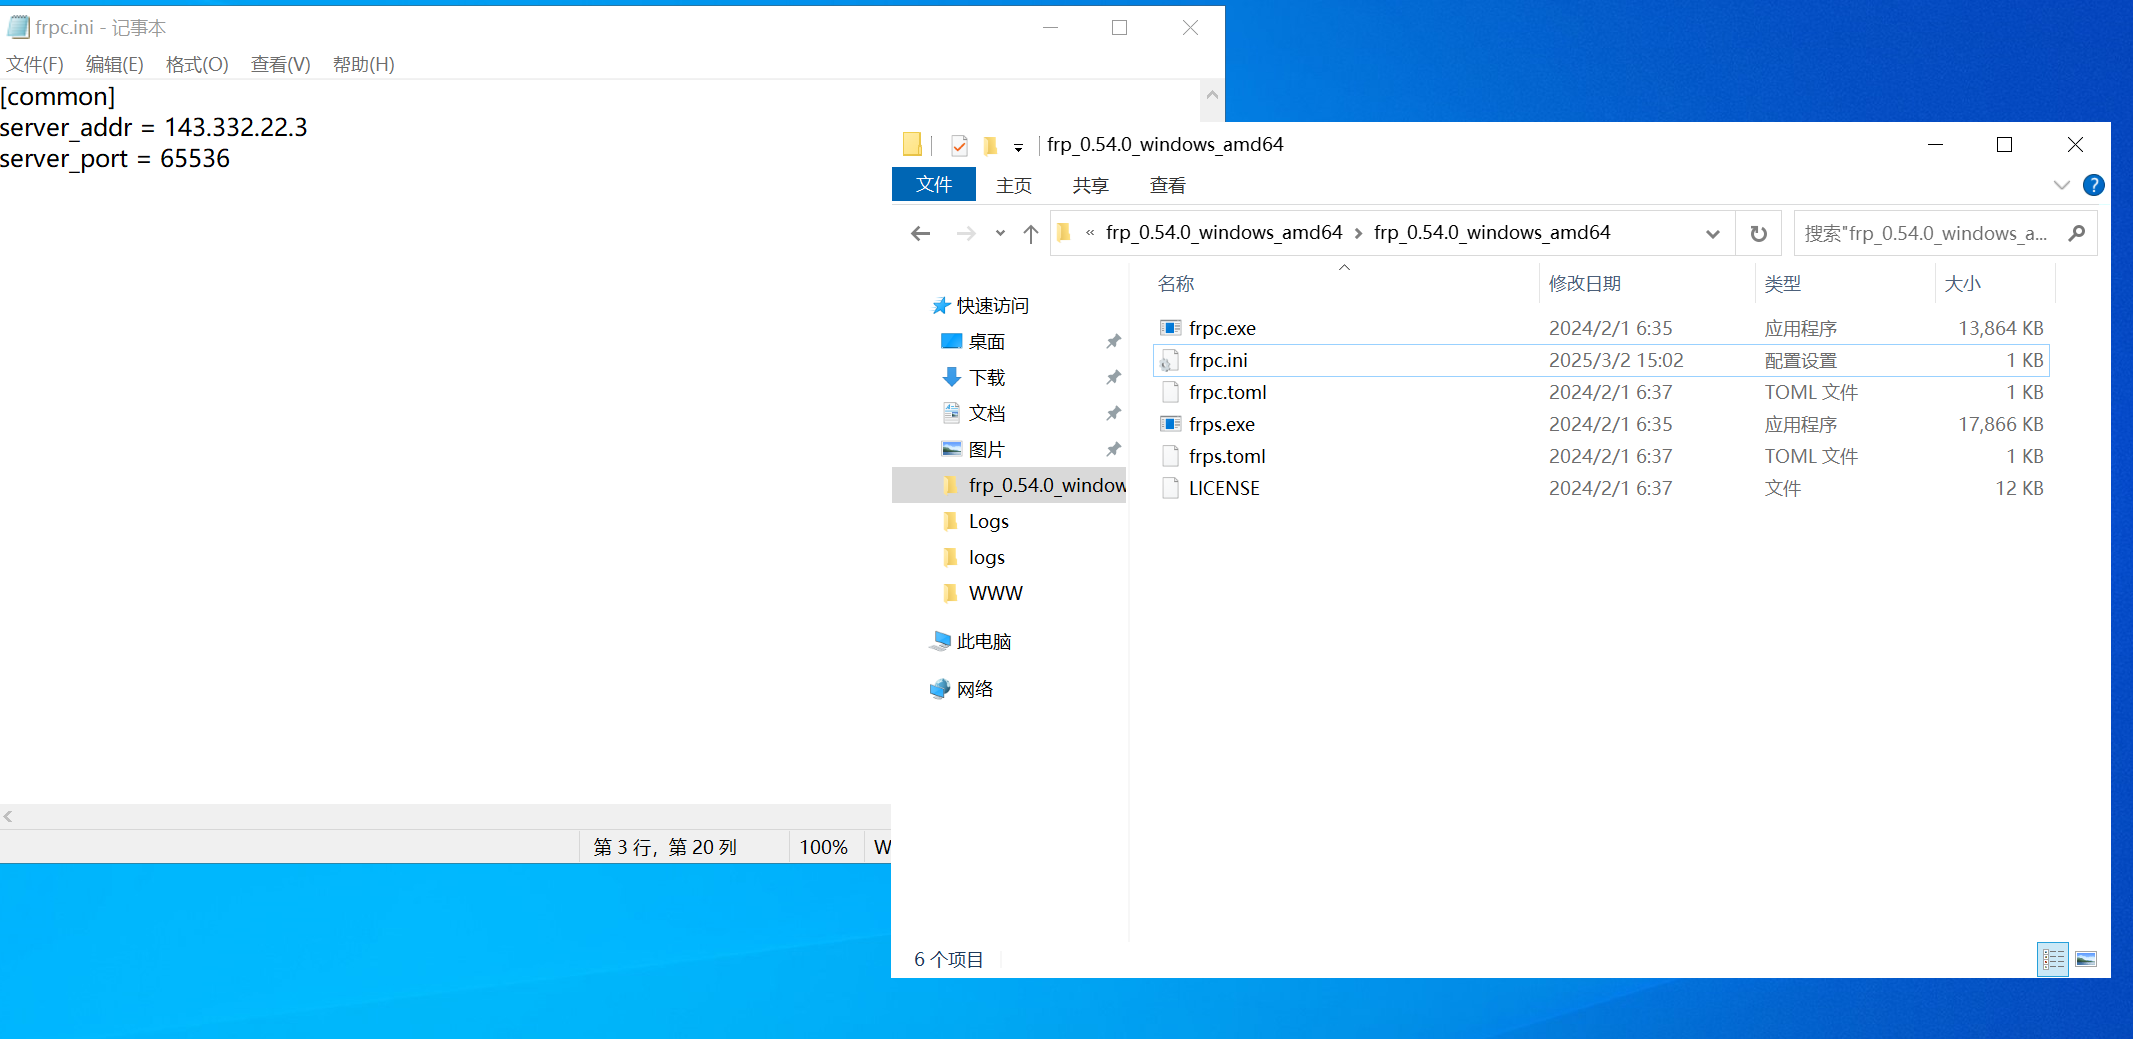 frpc.ini - 记事本
文件(F) 编辑(E) 格式(O) 查看(V) 帮助(H)
[common]
server_addr = 143.332.22.3
server_port = 65536
第 3 行，第 20 列 100% W
frp_0.54.0_windows_amd64
文件 主页 共享 查看
« frp_0.54.0_windows_amd64 › frp_0.54.0_windows_amd64
搜索"frp_0.54.0_windows_a...
快速访问
桌面
下载
文档
图片
frp_0.54.0_window
Logs
logs
WWW
此电脑
网络
名称 修改日期 类型 大小
frpc.exe 2024/2/1 6:35 应用程序 13,864 KB
frpc.ini 2025/3/2 15:02 配置设置 1 KB
frpc.toml 2024/2/1 6:37 TOML 文件 1 KB
frps.exe 2024/2/1 6:35 应用程序 17,866 KB
frps.toml 2024/2/1 6:37 TOML 文件 1 KB
LICENSE 2024/2/1 6:37 文件 12 KB
6 个项目